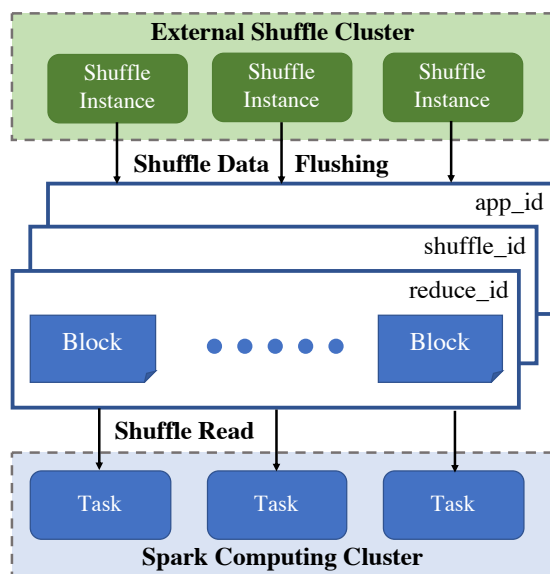 External Shuffle Cluster
Shuffle Instance
Shuffle Instance
Shuffle Instance
Shuffle Data Flushing
app_id
shuffle_id
reduce_id
Block
Block
Shuffle Read
Task
Task
Task
Spark Computing Cluster